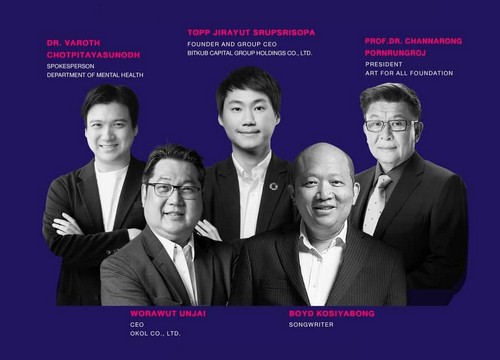 DR. VAROTH
CHOTPITAYASUNODH
SPOKESPERSON
DEPARTMENT OF MENTAL HEALTH
TOPP JIRAYUT SRUPSRISOPA
FOUNDER AND GROUP CEO
BITKUB CAPITAL GROUP HOLDINGS CO., LTD.
PROF.DR. CHANNARONG
PORNRUNGROJ
PRESIDENT
ART FOR ALL FOUNDATION
WORAWUT UNJAI
CEO
OKOL CO., LTD.
BOYD KOSIYABONG
SONGWRITER